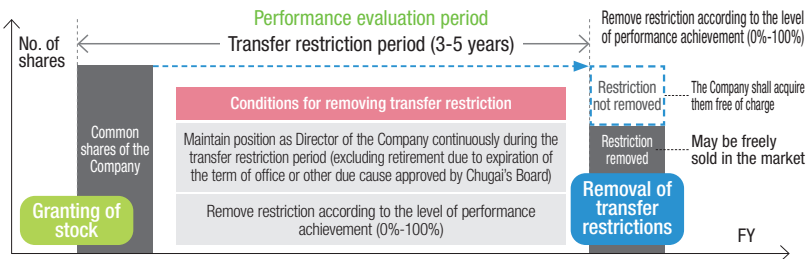 Performance evaluation period
Transfer restriction period (3-5 years)
Remove restriction according to the level
of performance achievement (0%-100%)
No. of
shares
Common
shares of the
Company
Granting of
stock
Conditions for removing transfer restriction
Maintain position as Director of the Company continuously during the
transfer restriction period (excluding retirement due to expiration of
the term of office or other due cause approved by Chugai's Board)
Remove restriction according to the level of performance
achievement (0%-100%)
Restriction
not removed
The Company shall acquire
them free of charge
Restriction
removed
May be freely
sold in the market
Removal of
transfer
restrictions
FY